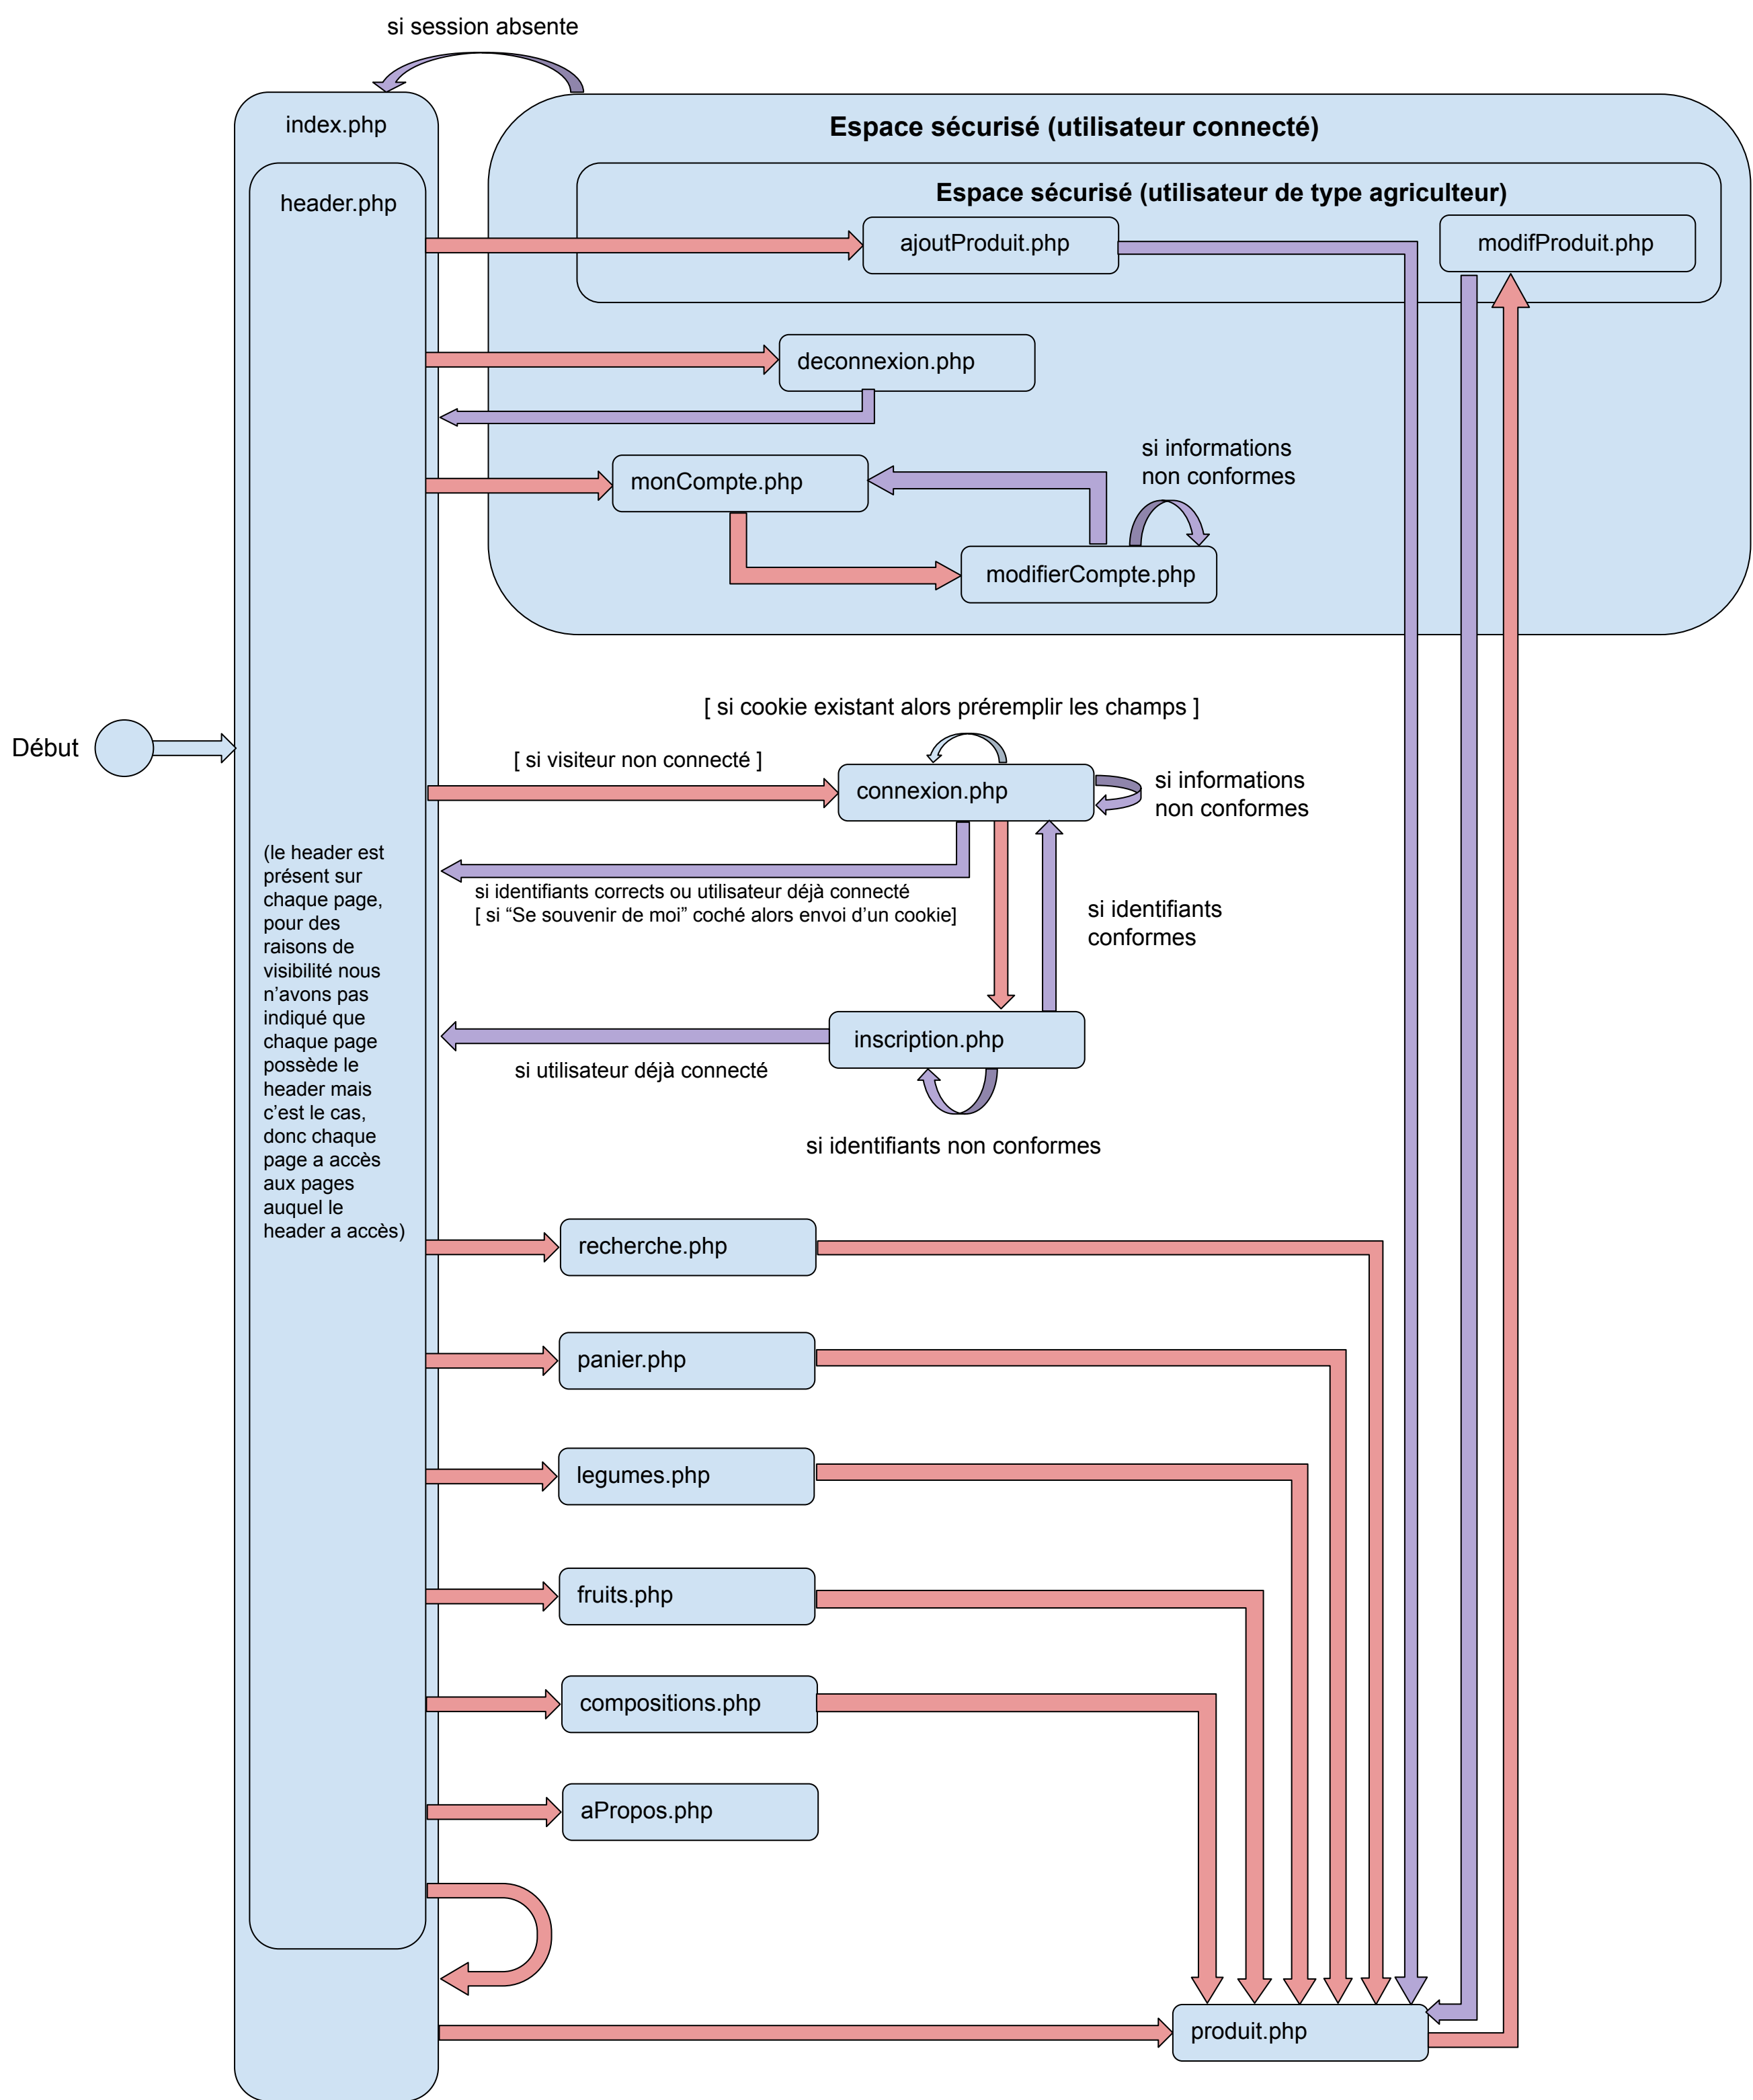 si session absente
index.php
Espace sécurisé (utilisateur connecté)
header.php
Espace sécurisé (utilisateur de type agriculteur)
ajoutProduit.php
modifProduit.php
deconnexion.php
monCompte.php
si informations
non conformes
modifierCompte.php
[ si cookie existant alors préremplir les champs ]
Début
[ si visiteur non connecté ]
connexion.php
si informations
non conformes
(le header est
présent sur
chaque page,
pour des
raisons de
visibilité nous
n'avons pas
indiqué que
chaque page
possède le
header mais
c'est le cas,
donc chaque
page a accès
aux pages
auquel le
header a accès)
si identifiants corrects ou utilisateur déjà connecté
[ si “Se souvenir de moi” coché alors envoi d'un cookie]
si identifiants
conformes
inscription.php
si utilisateur déjà connecté
si identifiants non conformes
recherche.php
panier.php
legumes.php
fruits.php
compositions.php
aPropos.php
produit.php